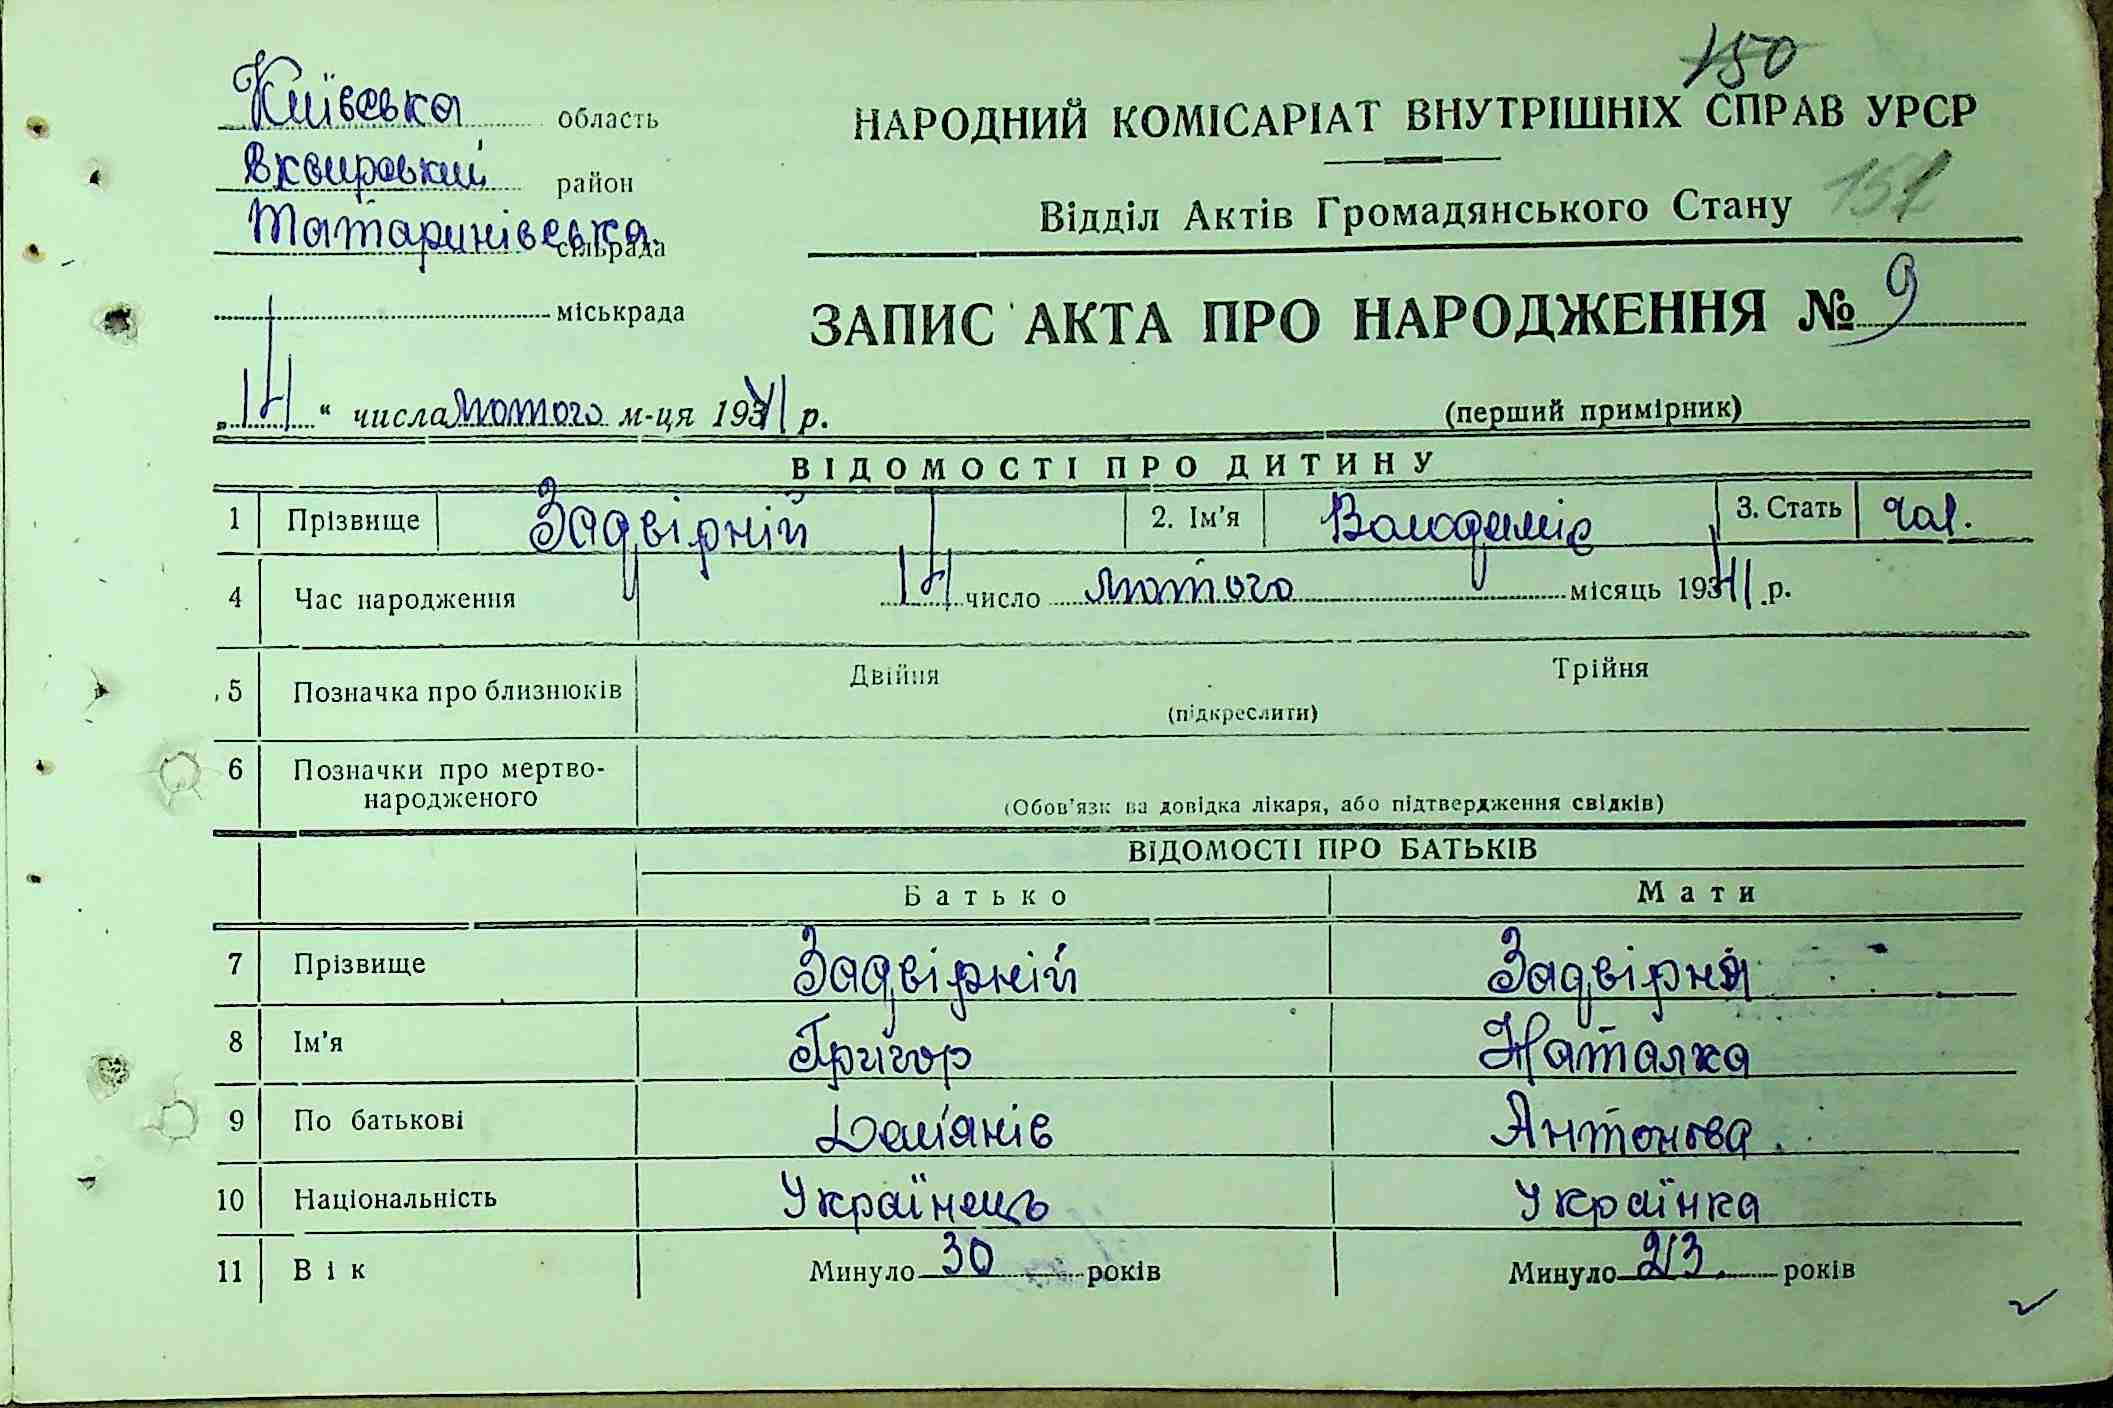 150
Київська область
НАРОДНИЙ КОМІСАРІАТ ВНУТРІШНІХ СПРАВ УРСР
Вквирський район
151
Відділ Актів Громадянського Стану
Татаринівська сільрада
міськрада
ЗАПИС АКТА ПРО НАРОДЖЕННЯ № 9
„14“ числа лютого м-ця 1941 р.
(перший примірник)
ВІДОМОСТІ ПРО ДИТИНУ
1 Прізвище Задвірній 2. Ім'я Володимір 3. Стать чол.
4 Час народження 14 число лютого місяць 1941 р.
5 Позначка про близнюків Двійня Трійня
(підкреслити)
6 Позначки про мертво-
народженого
(Обов'язк ва довідка лікаря, або підтвердження свідків)
ВІДОМОСТІ ПРО БАТЬКІВ
Батько Мати
7 Прізвище Задвірній Задвірня
8 Ім'я Григор Наталка
9 По батькові Дем'янів Антонова
10 Національність Українець Українка
11 Вік Минуло 30 років Минуло 23 років